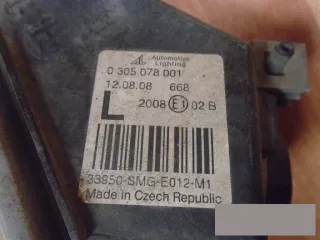 Automotive
Lighting
0 305 078 001
12.08.08 668
L 2008 E1 02 B
33950-SMG-E012-M1
Made in Czech Republic